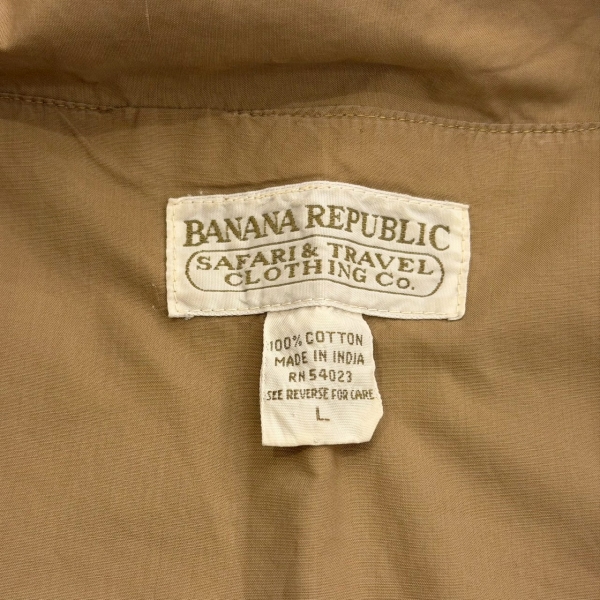 BANANA REPUBLIC
SAFARI & TRAVEL
CLOTHING CO.
100% COTTON
MADE IN INDIA
RN 54023
SEE REVERSE FOR CARE
L